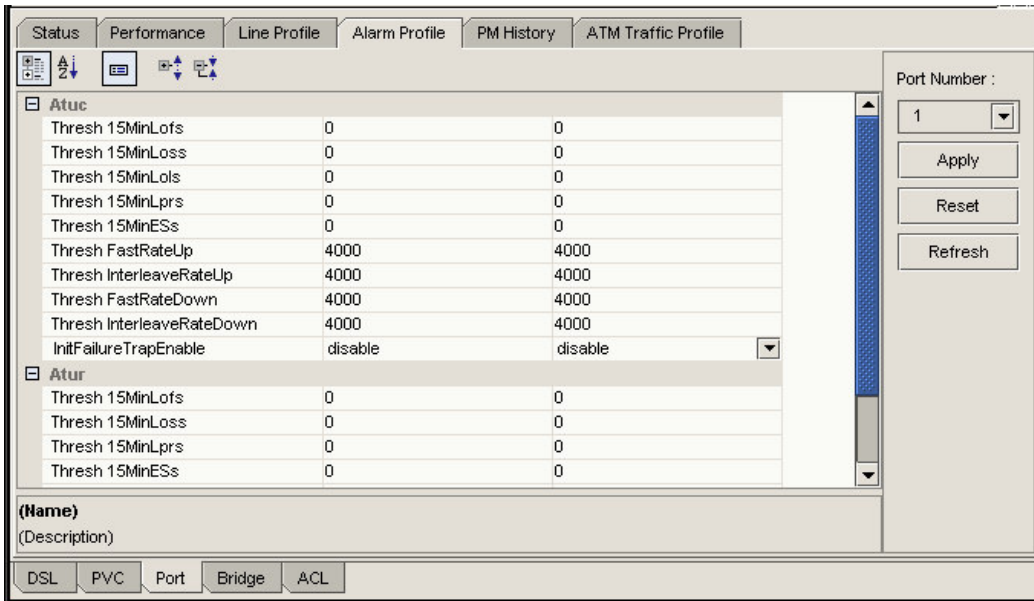 Status Performance Line Profile Alarm Profile PM History ATM Traffic Profile
Port Number :
1
Apply
Reset
Refresh
Atuc
Thresh 15MinLofs 0 0
Thresh 15MinLoss 0 0
Thresh 15MinLols 0 0
Thresh 15MinLprs 0 0
Thresh 15MinESs 0 0
Thresh FastRateUp 4000 4000
Thresh InterleaveRateUp 4000 4000
Thresh FastRateDown 4000 4000
Thresh InterleaveRateDown 4000 4000
InitFailureTrapEnable disable disable
Atur
Thresh 15MinLofs 0 0
Thresh 15MinLoss 0 0
Thresh 15MinLprs 0 0
Thresh 15MinESs 0 0
(Name)
(Description)
DSL PVC Port Bridge ACL